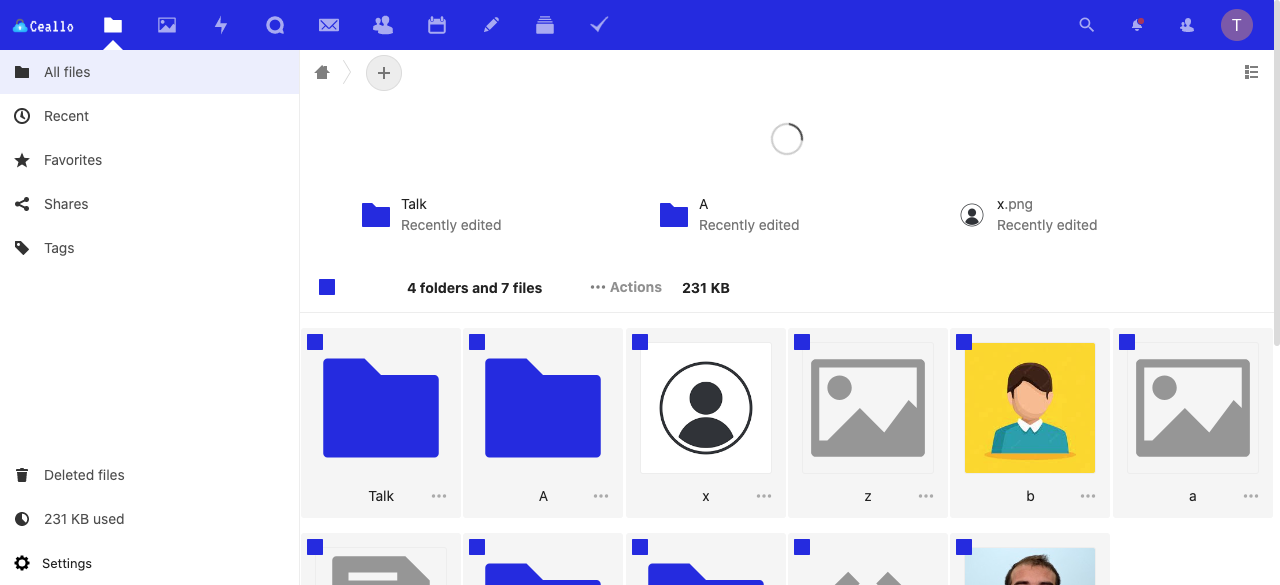 Ceallo
T
All files
Recent
Favorites
Shares
Tags
Deleted files
231 KB used
Settings
Talk
Recently edited
A
Recently edited
x.png
Recently edited
4 folders and 7 files
Actions
231 KB
Talk
A
x
z
b
a